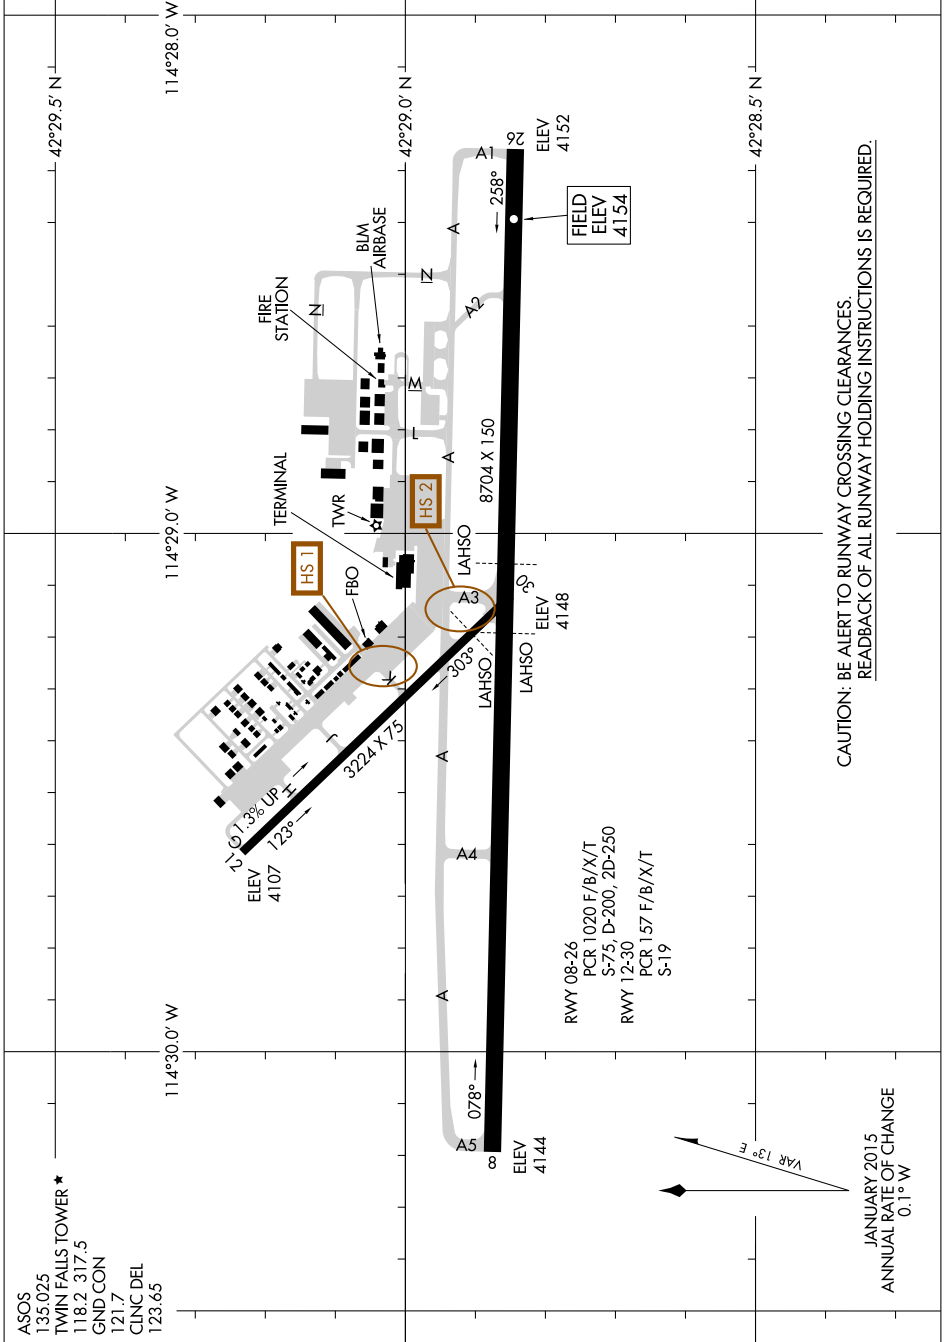 ASOS
135.025
TWIN FALLS TOWER ★
118.2 317.5
GND CON
121.7
CLNC DEL
123.65
114°30.0' W
114°29.0' W
114°28.0' W
42°29.5' N
42°29.0' N
42°28.5' N
G
12
1.3% UP
123°
ELEV
4107
H
J
K
3224 X 75
303°
HS 1
FBO
TERMINAL
TWR
HS 2
FIRE
STATION
BLM
AIRBASE
N
N
M
L
A
A
A
A
A1
A2
A3
A4
A5
LAHSO
LAHSO
LAHSO
30
ELEV
4148
8704 X 150
258°
26
ELEV
4152
FIELD
ELEV
4154
078°
8
ELEV
4144
RWY 08-26
PCR 1020 F/B/X/T
S-75, D-200, 2D-250
RWY 12-30
PCR 157 F/B/X/T
S-19
VAR 13° E
JANUARY 2015
ANNUAL RATE OF CHANGE
0.1° W
CAUTION: BE ALERT TO RUNWAY CROSSING CLEARANCES.
READBACK OF ALL RUNWAY HOLDING INSTRUCTIONS IS REQUIRED.